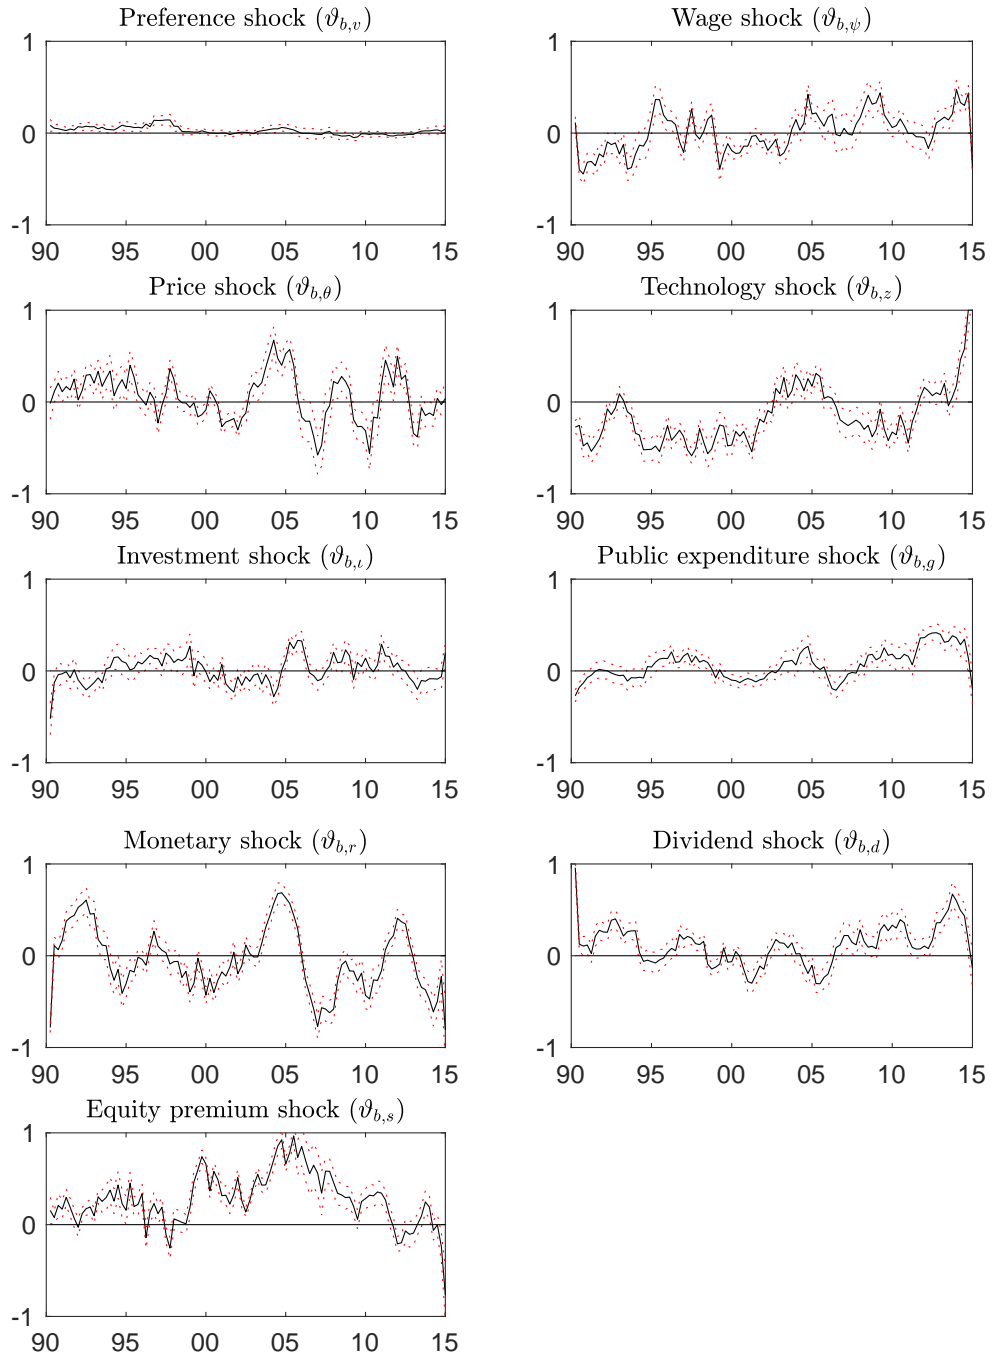 Preference shock (ϑb,v)
1
0
-1
90 95 00 05 10 15
Wage shock (ϑb,ψ)
1
0
-1
90 95 00 05 10 15
Price shock (ϑb,θ)
1
0
-1
90 95 00 05 10 15
Technology shock (ϑb,z)
1
0
-1
90 95 00 05 10 15
Investment shock (ϑb,ι)
1
0
-1
90 95 00 05 10 15
Public expenditure shock (ϑb,g)
1
0
-1
90 95 00 05 10 15
Monetary shock (ϑb,r)
1
0
-1
90 95 00 05 10 15
Dividend shock (ϑb,d)
1
0
-1
90 95 00 05 10 15
Equity premium shock (ϑb,s)
1
0
-1
90 95 00 05 10 15